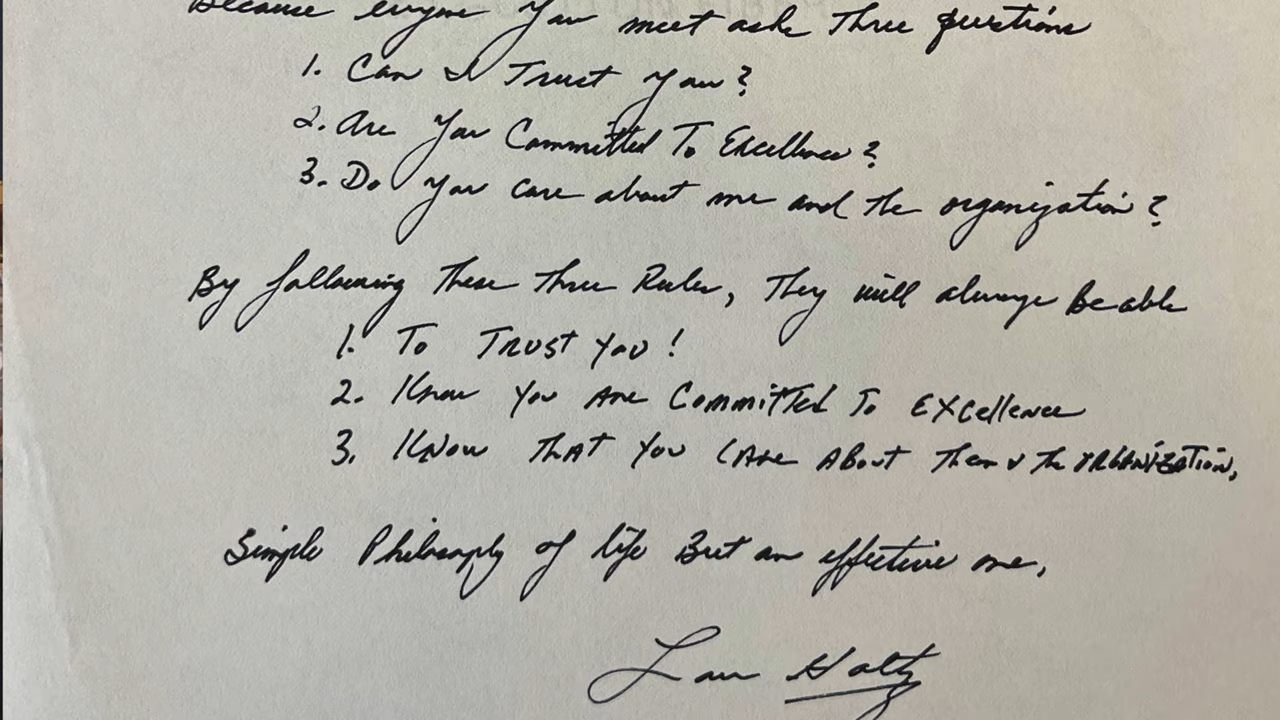 Because everyone you meet asks Three questions
1. Can I Trust You?
2. Are You Committed To Excellence?
3. Do You care about me and the organization?
By following These three Rules, They will always Be able
1. To TRUST YOU!
2. Know You ARE Committed To EXCellence
3. KNow THAT YOU CARE ABOut Them & The ORGANIZATION.
Simple Philosophy of life But an effective one.
Lou Holtz